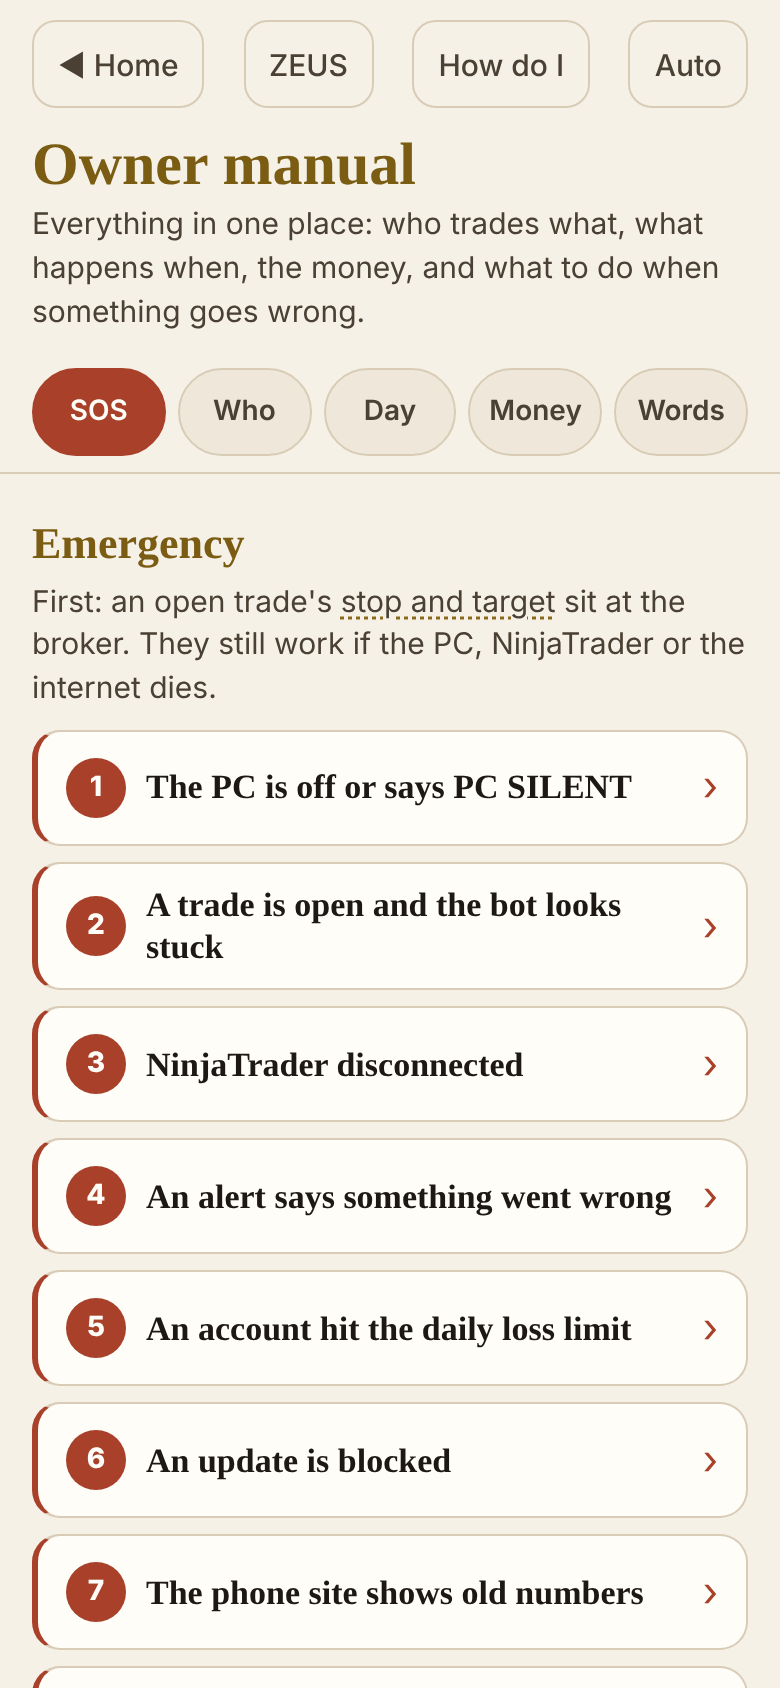 ◀ Home
ZEUS
How do I
Auto
Owner manual
Everything in one place: who trades what, what
happens when, the money, and what to do when
something goes wrong.
SOS
Who
Day
Money
Words
Emergency
First: an open trade's stop and target sit at the
broker. They still work if the PC, NinjaTrader or the
internet dies.
1 The PC is off or says PC SILENT ›
2 A trade is open and the bot looks
stuck ›
3 NinjaTrader disconnected ›
4 An alert says something went wrong ›
5 An account hit the daily loss limit ›
6 An update is blocked ›
7 The phone site shows old numbers ›